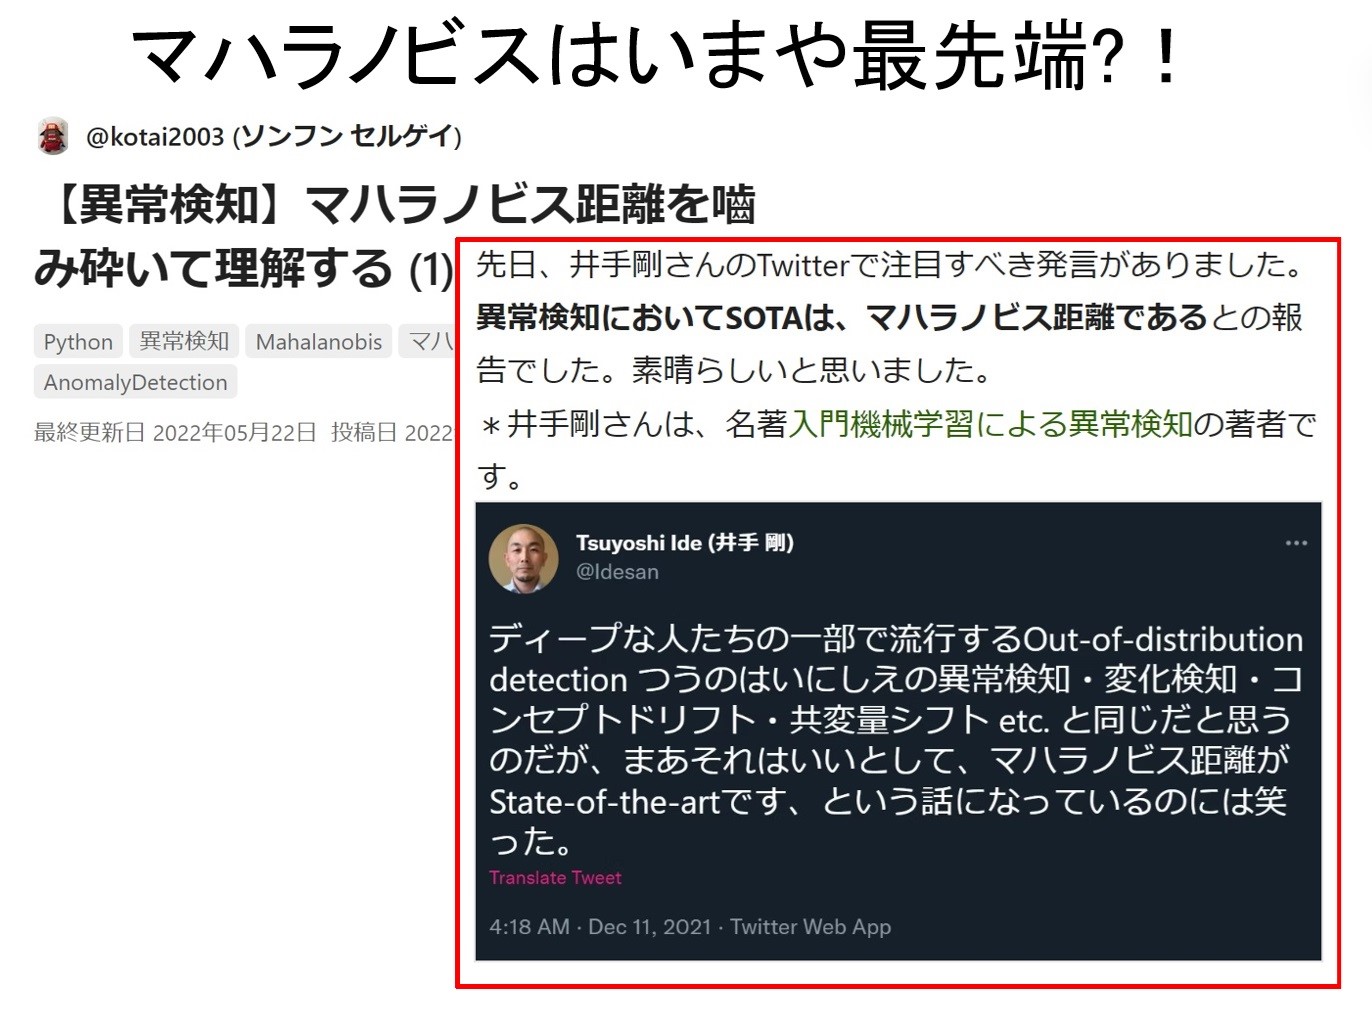 マハラノビスはいまや最先端?！
@kotai2003 (ソンフン セルゲイ)
【異常検知】マハラノビス距離を嚙
み砕いて理解する (1)
Python 異常検知 Mahalanobis マハ
AnomalyDetection
最終更新日 2022年05月22日 投稿日 2022
先日、井手剛さんのTwitterで注目すべき発言がありました。
異常検知においてSOTAは、マハラノビス距離であるとの報
告でした。素晴らしいと思いました。
＊井手剛さんは、名著入門機械学習による異常検知の著者で
す。
Tsuyoshi Ide (井手 剛)
@Idesan
ディープな人たちの一部で流行するOut-of-distribution
detection つうのはいにしえの異常検知・変化検知・コ
ンセプトドリフト・共変量シフト etc. と同じだと思う
のだが、まあそれはいいとして、マハラノビス距離が
State-of-the-artです、という話になっているのには笑
った。
Translate Tweet
4:18 AM · Dec 11, 2021 · Twitter Web App